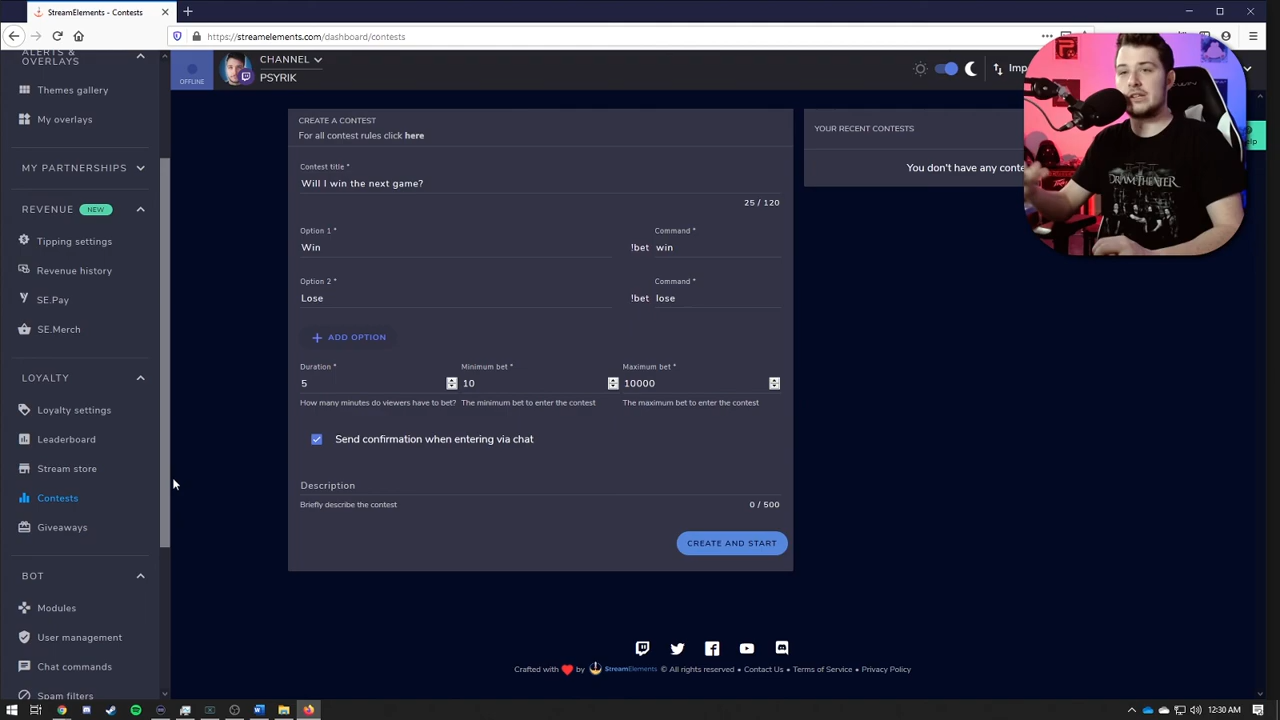 StreamElements - Contests
https://streamelements.com/dashboard/contests
ALERTS &
OVERLAYS
Themes gallery
My overlays
MY PARTNERSHIPS
REVENUE NEW
Tipping settings
Revenue history
SE.Pay
SE.Merch
LOYALTY
Loyalty settings
Leaderboard
Stream store
Contests
Giveaways
BOT
Modules
User management
Chat commands
Spam filters
OFFLINE
CHANNEL
PSYRIK
Imp
CREATE A CONTEST
For all contest rules click here
Contest title *
Will I win the next game?
25 / 120
Option 1 * Command *
Win !bet win
Option 2 * Command *
Lose !bet lose
ADD OPTION
Duration * Minimum bet * Maximum bet *
5 10 10000
How many minutes do viewers have to bet? The minimum bet to enter the contest The maximum bet to enter the contest
Send confirmation when entering via chat
Description
Briefly describe the contest 0 / 500
CREATE AND START
YOUR RECENT CONTESTS
You don't have any conte
elp
DREAM THEATER
Crafted with by StreamElements © All rights reserved • Contact Us • Terms of Service • Privacy Policy
12:30 AM